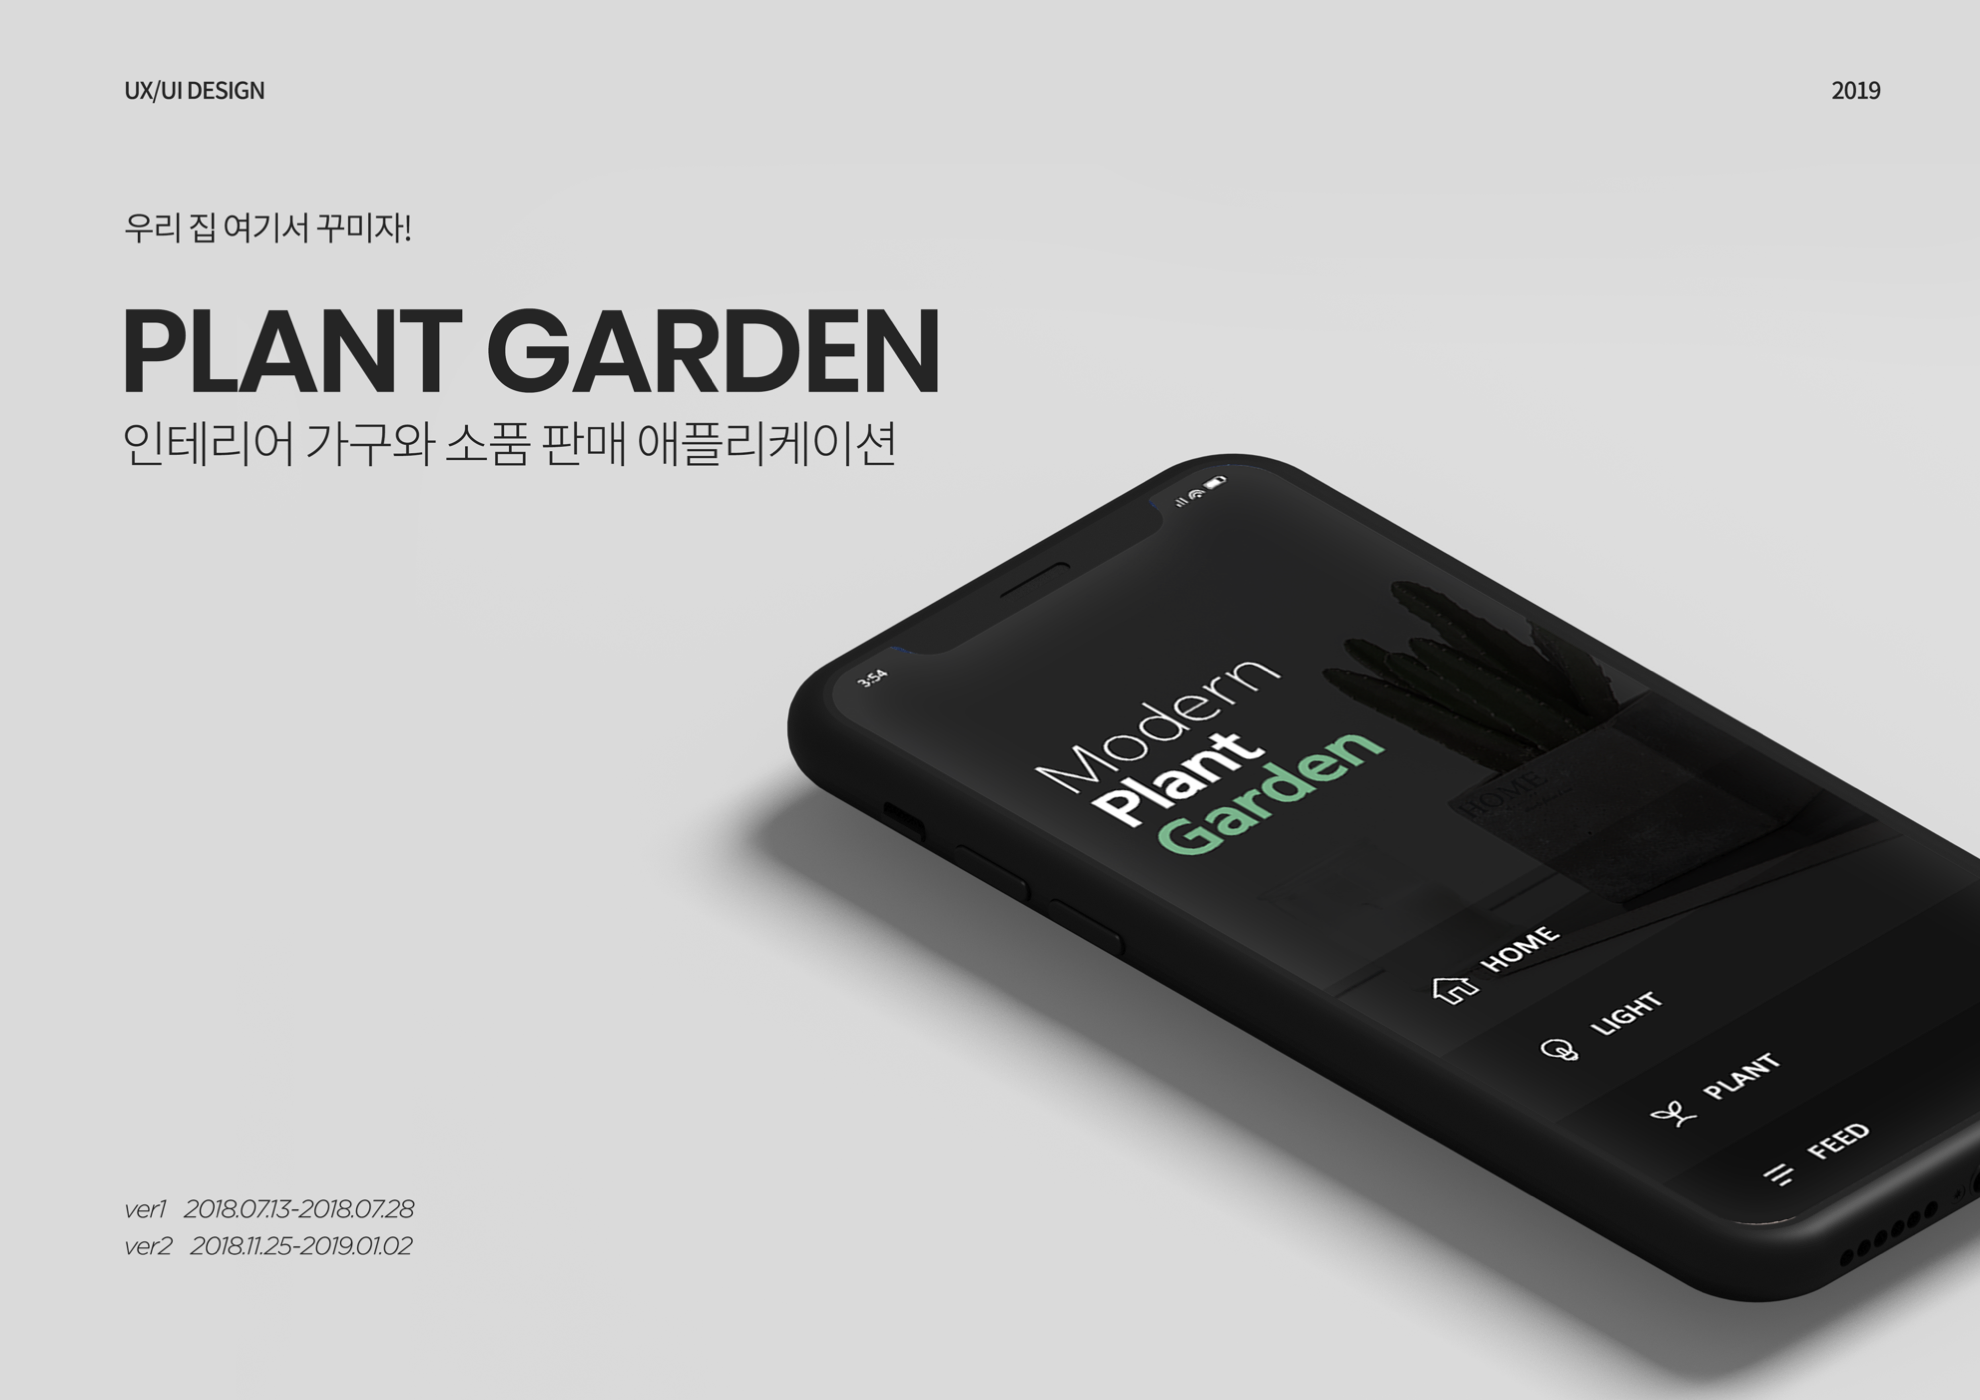 UX/UI DESIGN
2019
우리 집 여기서 꾸미자!
PLANT GARDEN
인테리어 가구와 소품 판매 애플리케이션
3:54
Modern
Plant
Garden
HOME
HOME
LIGHT
PLANT
FEED
ver1 2018.07.13-2018.07.28
ver2 2018.11.25-2019.01.02